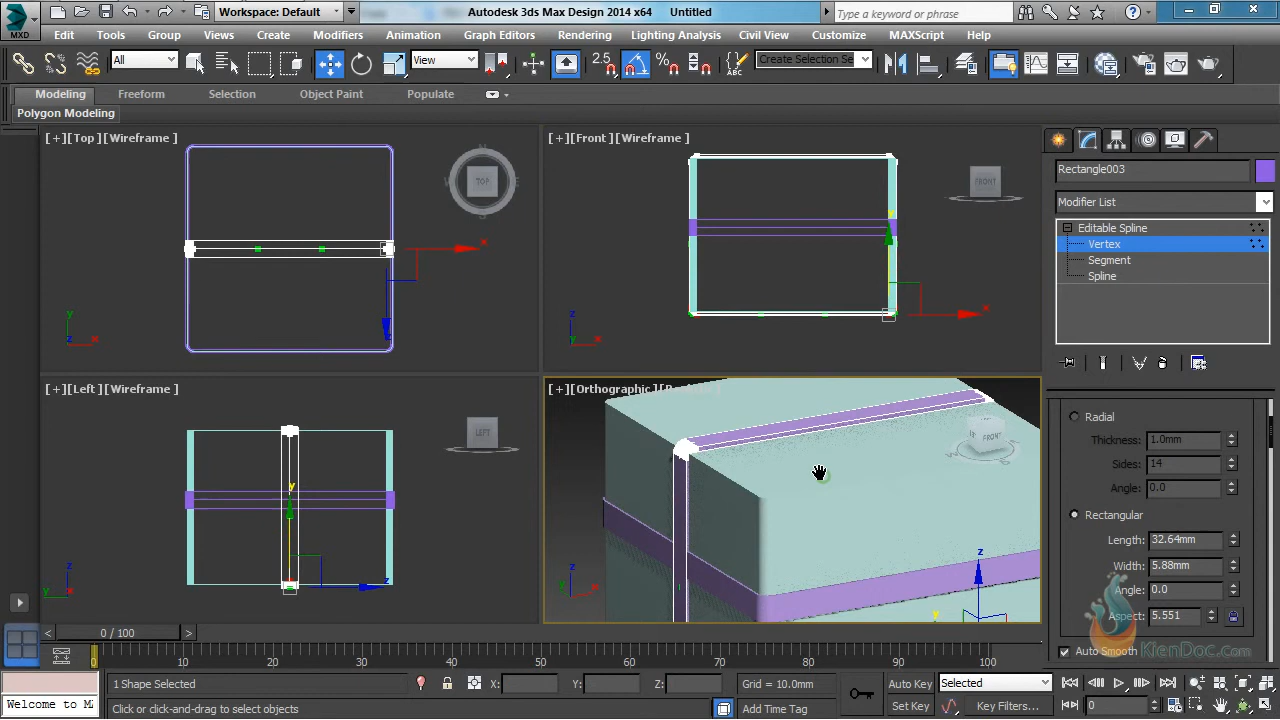 Workspace: Default
Autodesk 3ds Max Design 2014 x64 Untitled
Type a keyword or phrase
MXD
Edit Tools Group Views Create Modifiers Animation Graph Editors Rendering Lighting Analysis Civil View Customize MAXScript Help
All
View
2.5
Create Selection Se
Modeling Freeform Selection Object Paint Populate
Polygon Modeling
[+][Top ][Wireframe ]
TOP
[+][Front ][Wireframe ]
FRONT
[+][Left ][Wireframe ]
LEFT
[+][Orthographic]
FRONT
Rectangle003
Modifier List
Editable Spline
Vertex
Segment
Spline
Radial
Thickness: 1.0mm
Sides: 14
Angle: 0.0
Rectangular
Length: 32.64mm
Width: 5.88mm
Angle: 0.0
Aspect: 5.551
Auto Smooth
KienDoc.com
0 / 100
0 10 20 30 40 50 60 70 80 90 100
Welcome to MA
1 Shape Selected
X: Y: Z:
Grid = 10.0mm
Auto Key
Selected
Click or click-and-drag to select objects
Add Time Tag
Set Key
Key Filters...
0